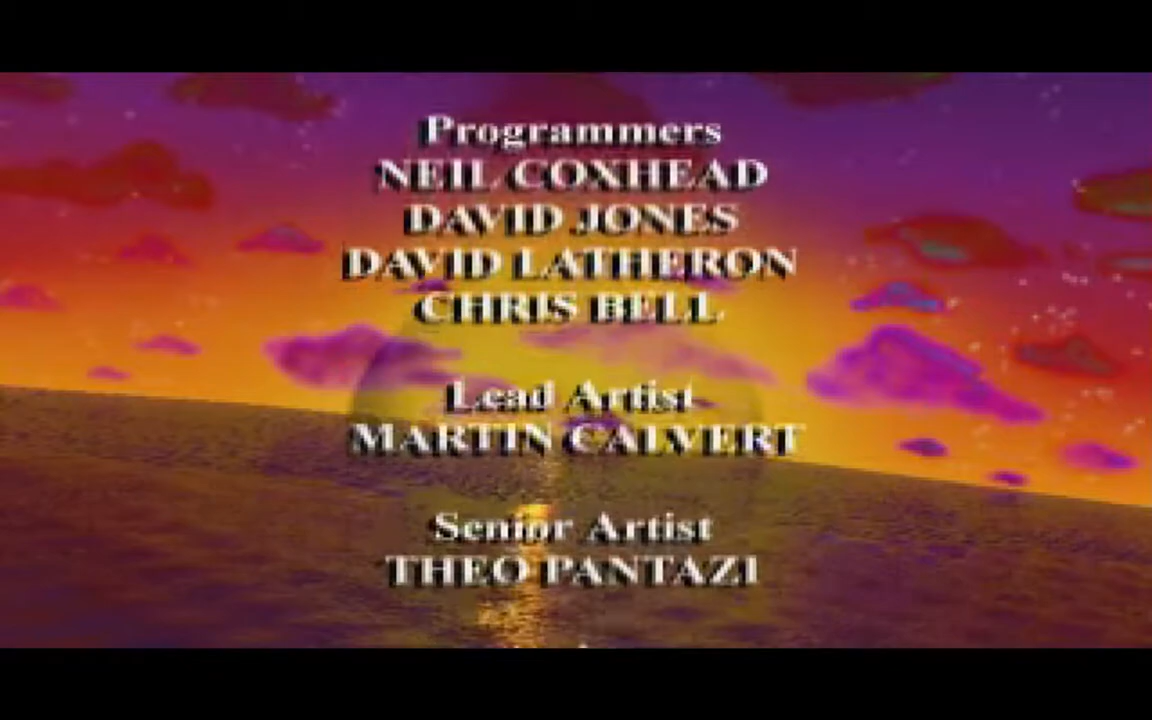 Programmers
NEIL COXHEAD
DAVID JONES
DAVID LATHERON
CHRIS BELL
Lead Artist
MARTIN CALVERT
Senior Artist
THEO PANTAZI